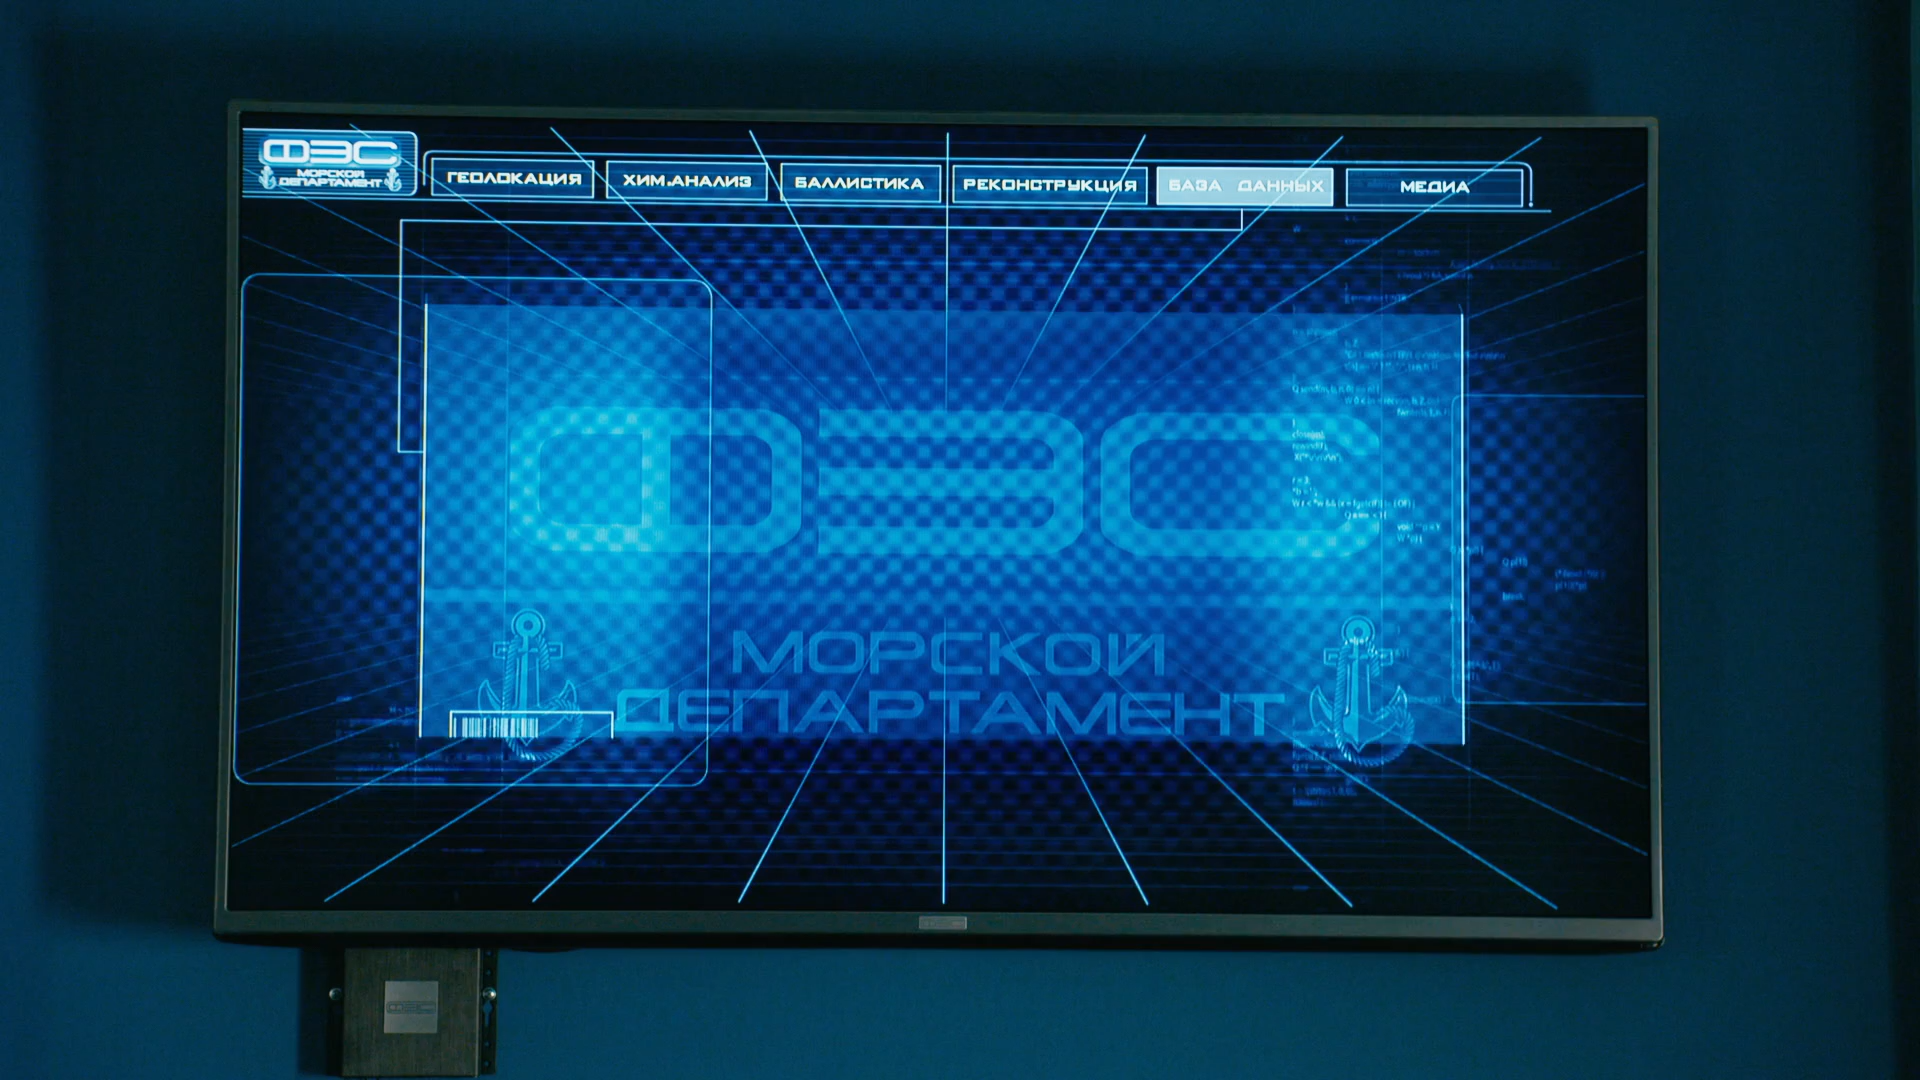 ФЭС
МОРСКОЙ
ДЕПАРТАМЕНТ
ГЕОЛОКАЦИЯ
ХИМ.АНАЛИЗ
БАЛЛИСТИКА
РЕКОНСТРУКЦИЯ
БАЗА ДАННЫХ
МЕДИА
ФЭС
МОРСКОЙ
ДЕПАРТАМЕНТ